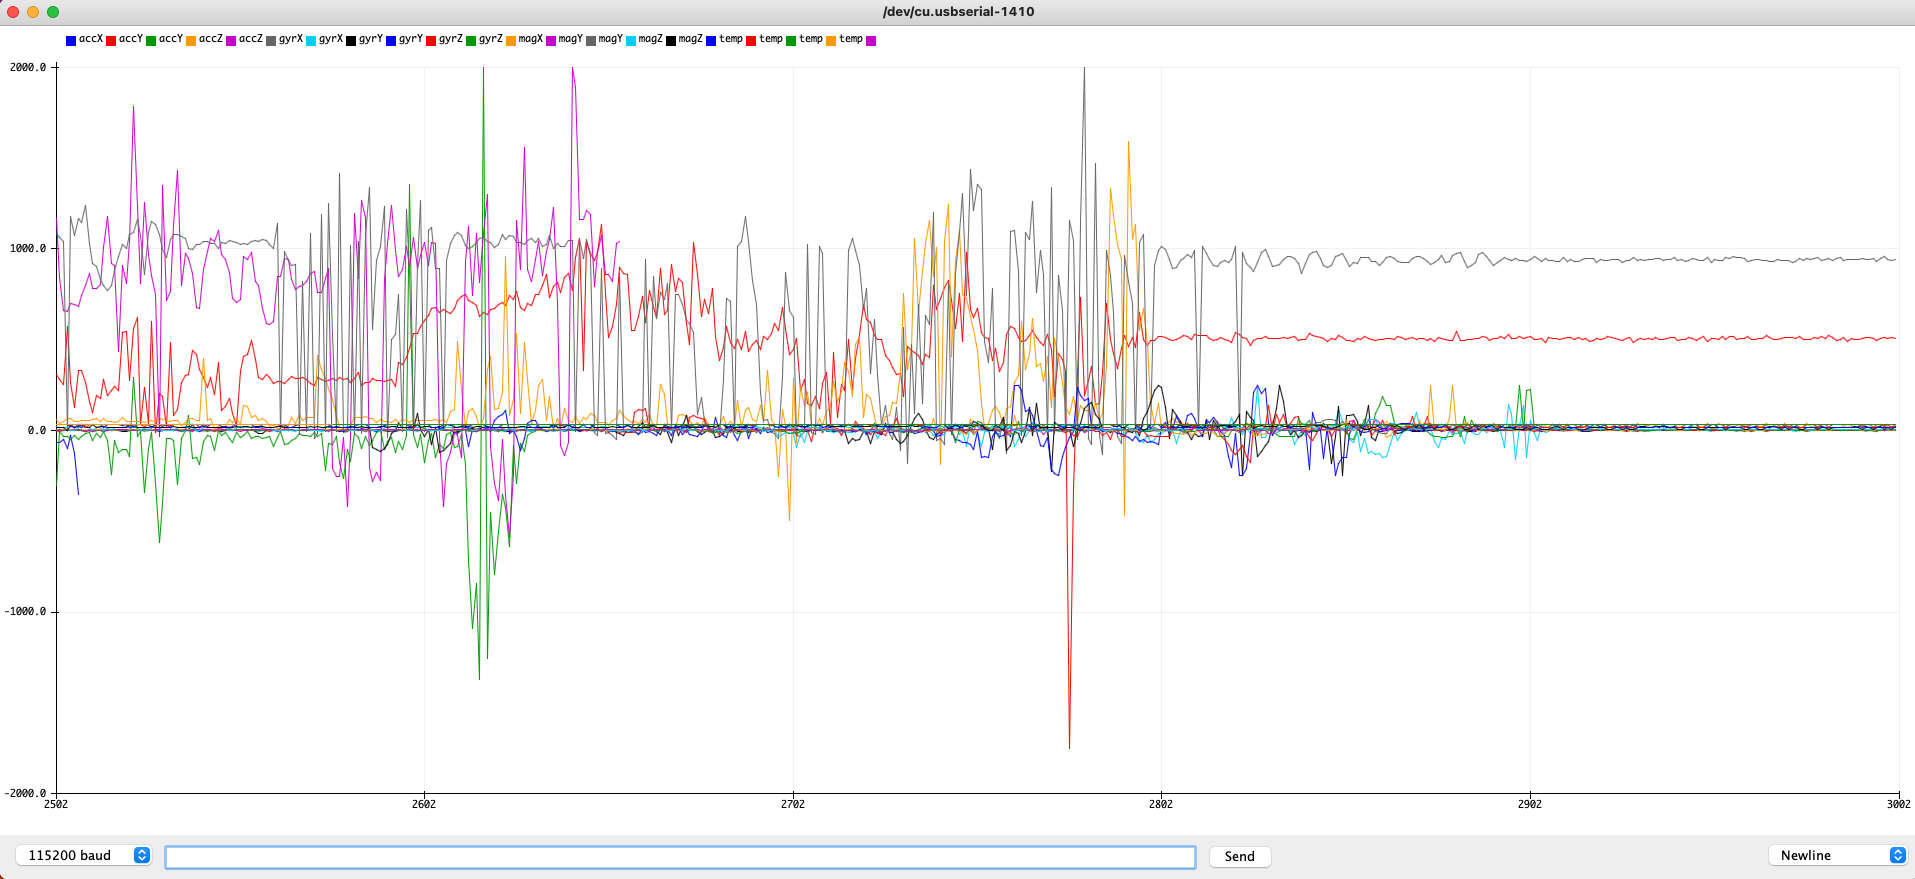 /dev/cu.usbserial-1410
accX accY accY accZ accZ gyrX gyrX gyrY gyrY gyrZ gyrZ magX magY magY magZ magZ temp temp temp temp
2000.0
1000.0
0.0
-1000.0
-2000.0
2502 2602 2702 2802 2902 3002
115200 baud Send Newline